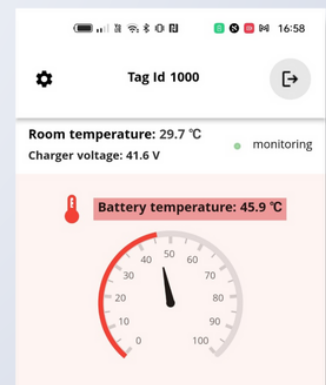 16:58
Tag Id 1000
Room temperature: 29.7 °C
Charger voltage: 41.6 V
monitoring
Battery temperature: 45.9 °C
0
10
20
30
40
50
60
70
80
90
100